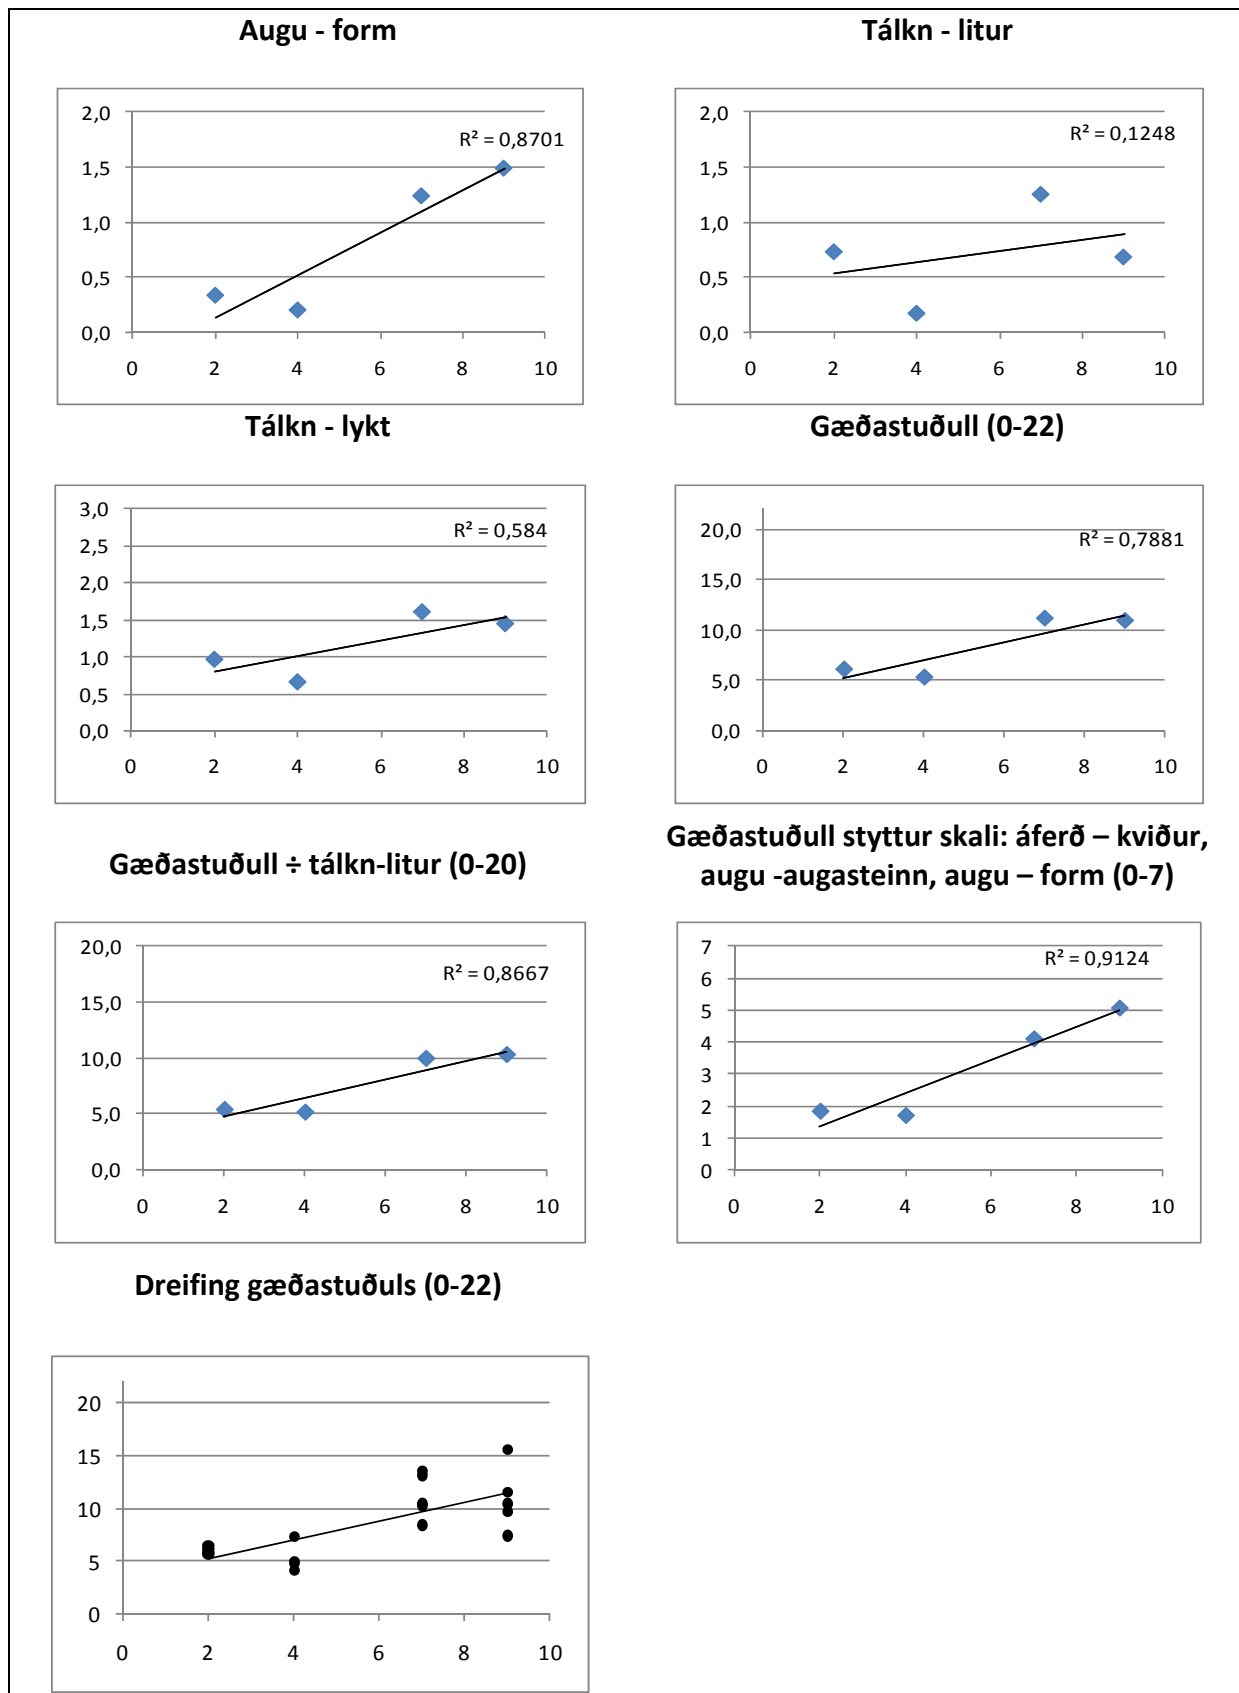 Augu - form
Tálkn - litur
2,0
1,5
1,0
0,5
0,0
0 2 4 6 8 10
R² = 0,8701
2,0
1,5
1,0
0,5
0,0
0 2 4 6 8 10
R² = 0,1248
Tálkn - lykt
Gæðastuðull (0-22)
3,0
2,5
2,0
1,5
1,0
0,5
0,0
0 2 4 6 8 10
R² = 0,584
20,0
15,0
10,0
5,0
0,0
0 2 4 6 8 10
R² = 0,7881
Gæðastuðull ÷ tálkn-litur (0-20)
Gæðastuðull styttur skali: áferð – kviður,
augu -augasteinn, augu – form (0-7)
20,0
15,0
10,0
5,0
0,0
0 2 4 6 8 10
R² = 0,8667
7
6
5
4
3
2
1
0
0 2 4 6 8 10
R² = 0,9124
Dreifing gæðastuðuls (0-22)
20
15
10
5
0
0 2 4 6 8 10